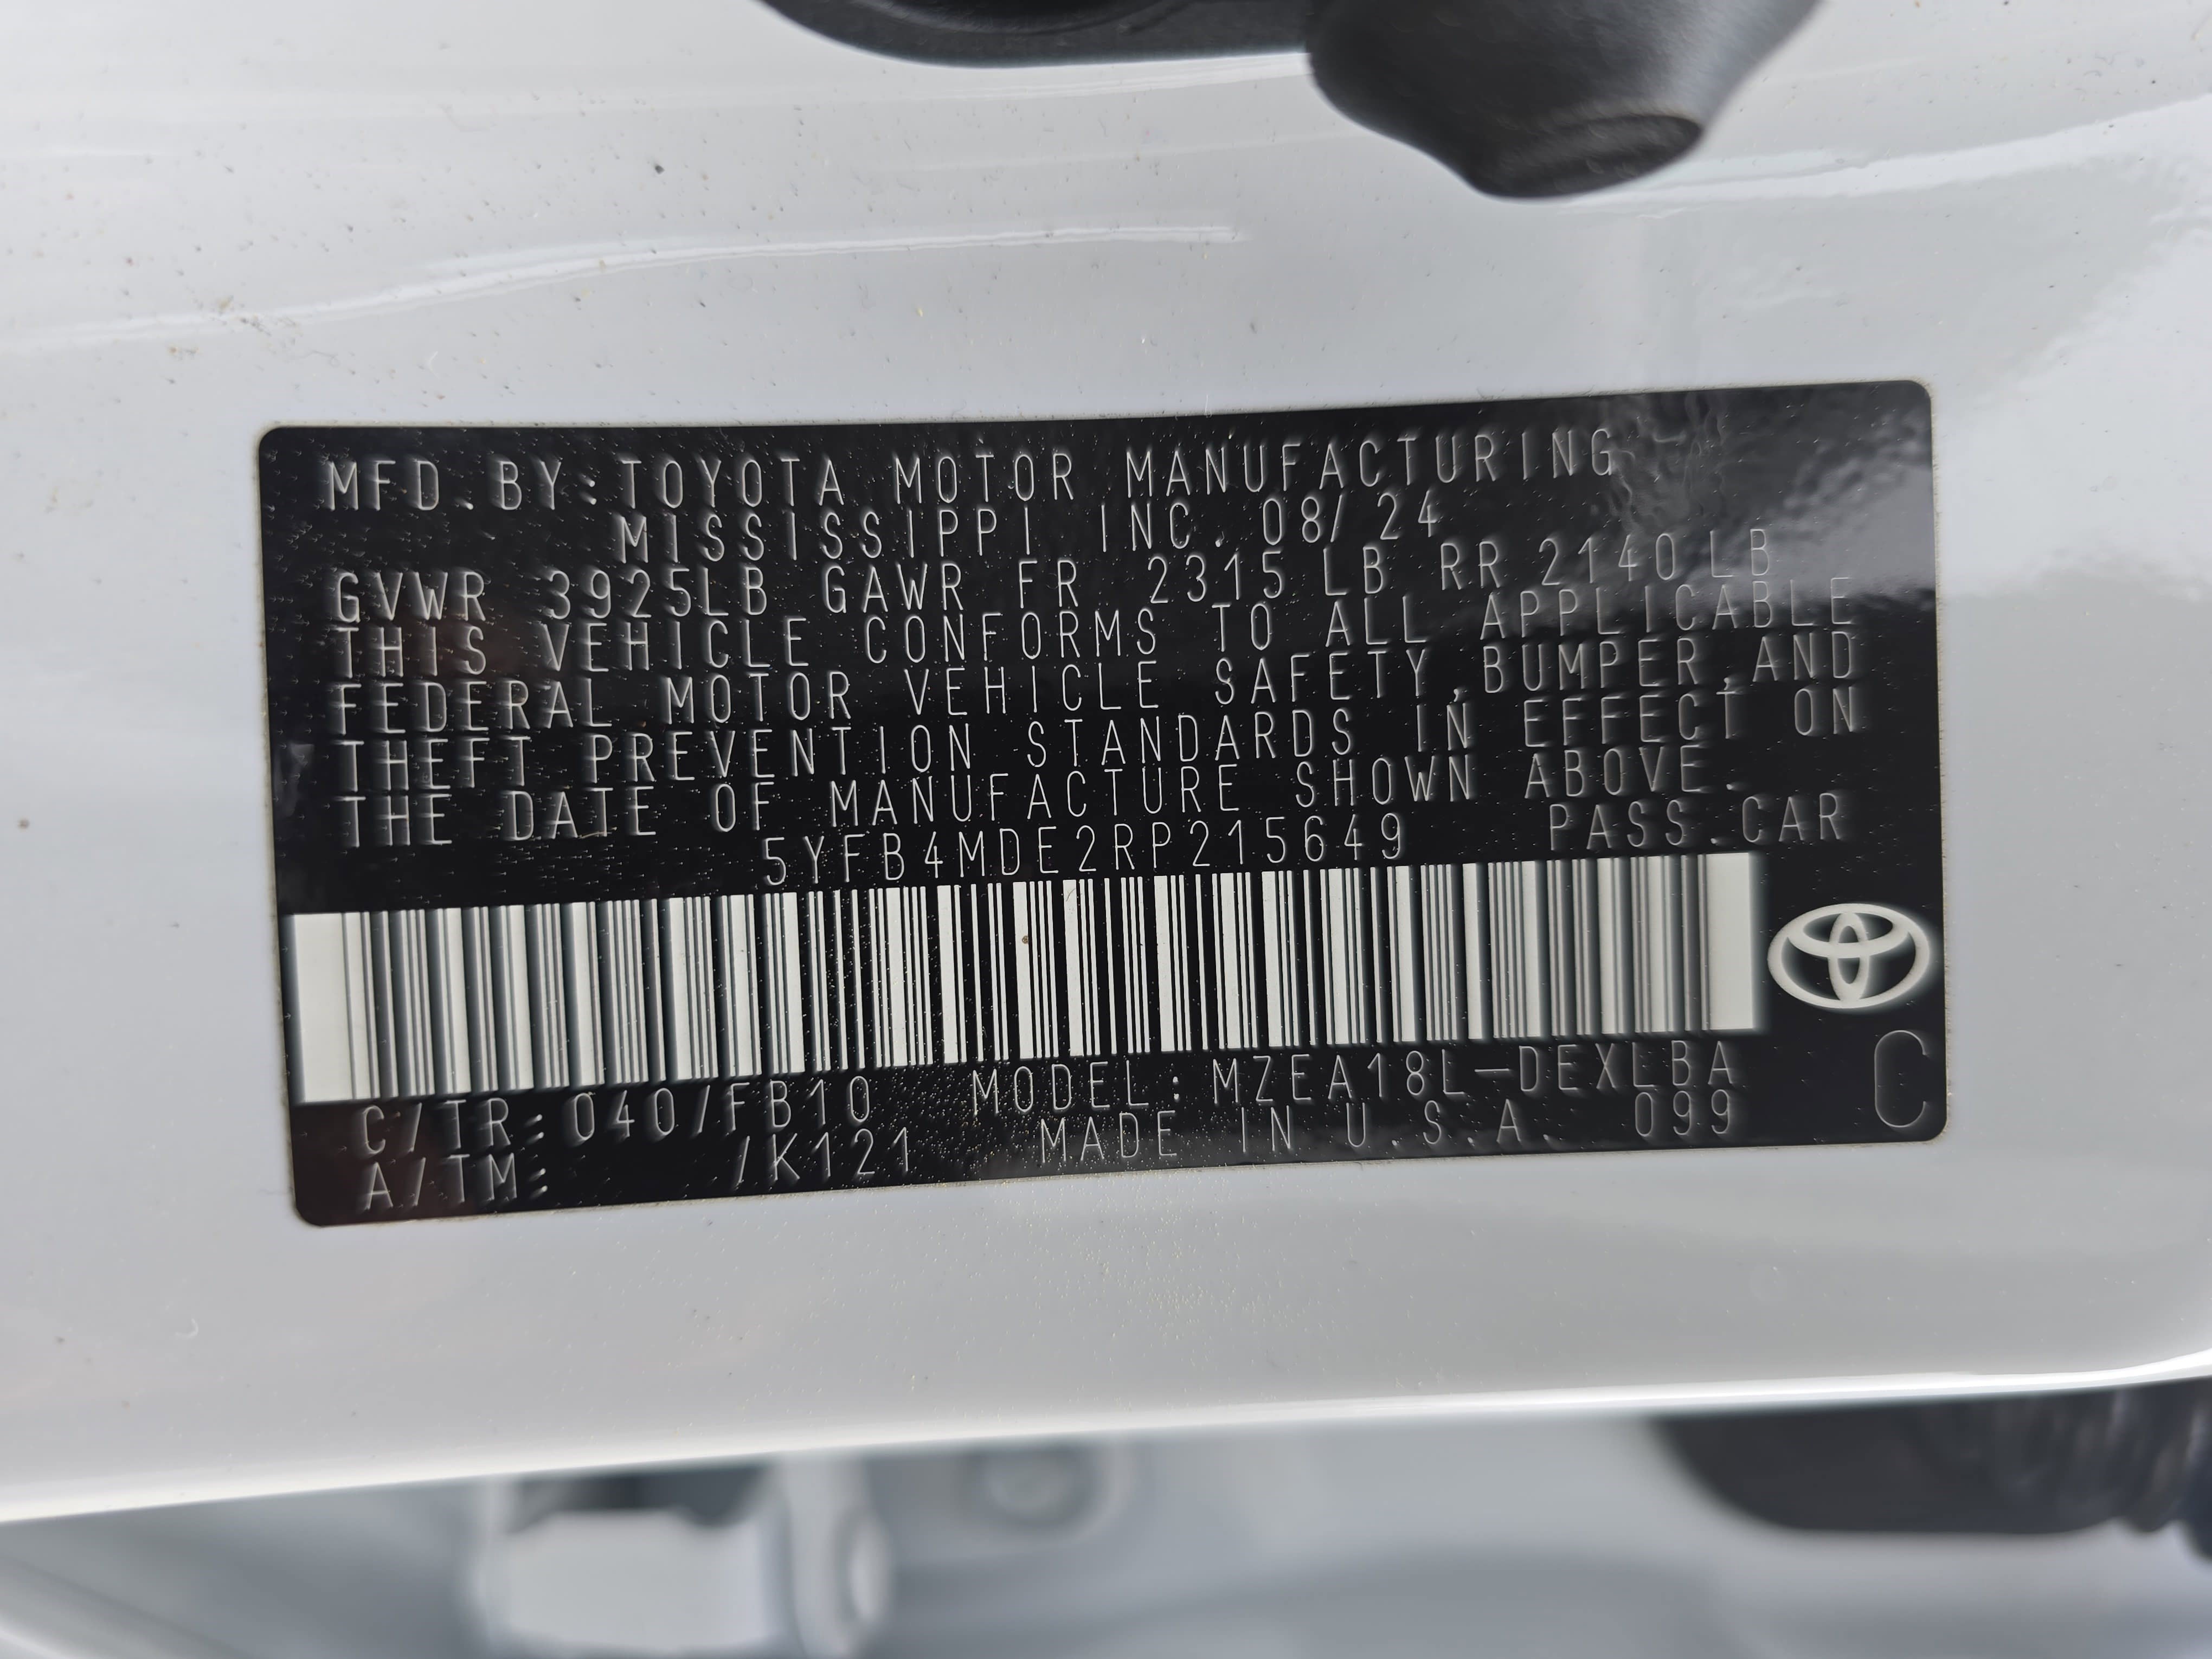 MFD.BY:TOYOTA MOTOR MANUFACTURING
MISSISSIPPI INC. 08/24
GVWR 3925LB GAWR FR 2315LB RR 2140LB
THIS VEHICLE CONFORMS TO ALL APPLICABLE
FEDERAL MOTOR VEHICLE SAFETY,BUMPER,AND
THEFT PREVENTION STANDARDS IN EFFECT ON
THE DATE OF MANUFACTURE SHOWN ABOVE.
5YFB4MDE2RP215649 PASS.CAR
C/TR:040/FB10 MODEL:MZEA18L-DEXLBA
A/TM: /K121 MADE IN U.S.A. 099
C